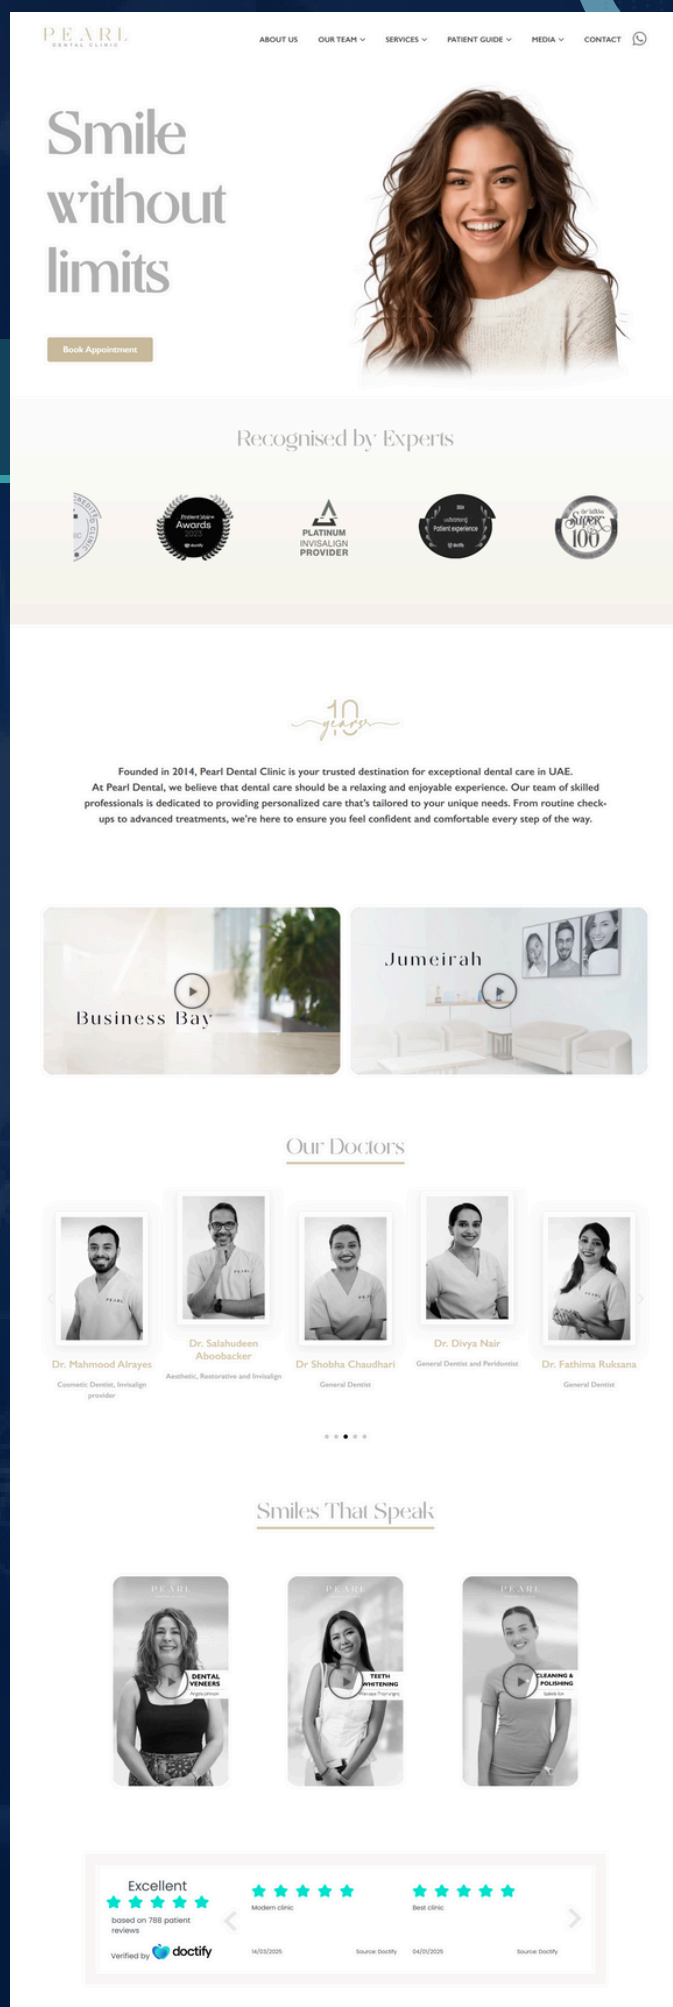 PEARL
DENTAL CLINIC
ABOUT US
OUR TEAM
SERVICES
PATIENT GUIDE
MEDIA
CONTACT
Smile
without
limits
Book Appointment
Recognised by Experts
Patient Voice
Awards
2023
doctify
PLATINUM
INVISALIGN
PROVIDER
Patient experience
doctify
SUPER
100
10
years
Founded in 2014, Pearl Dental Clinic is your trusted destination for exceptional dental care in UAE.
At Pearl Dental, we believe that dental care should be a relaxing and enjoyable experience. Our team of skilled
professionals is dedicated to providing personalized care that's tailored to your unique needs. From routine check-
ups to advanced treatments, we're here to ensure you feel confident and comfortable every step of the way.
Business Bay
Jumeirah
Our Doctors
Dr. Mahmood Alrayes
Cosmetic Dentist, Invisalign
provider
Dr. Salahudeen
Aboobacker
Aesthetic, Restorative and Invisalign
Dr Shobha Chaudhari
General Dentist
Dr. Divya Nair
General Dentist and Peridontist
Dr. Fathima Ruksana
General Dentist
Smiles That Speak
PEARL
DENTAL
VENEERS
Angela Johnson
PEARL
TEETH
WHITENING
PEARL
CLEANING &
POLISHING
Excellent
based on 788 patient
reviews
Verified by doctify
Modern clinic
14/03/2025
Source: Doctify
Best clinic
04/01/2025
Source: Doctify